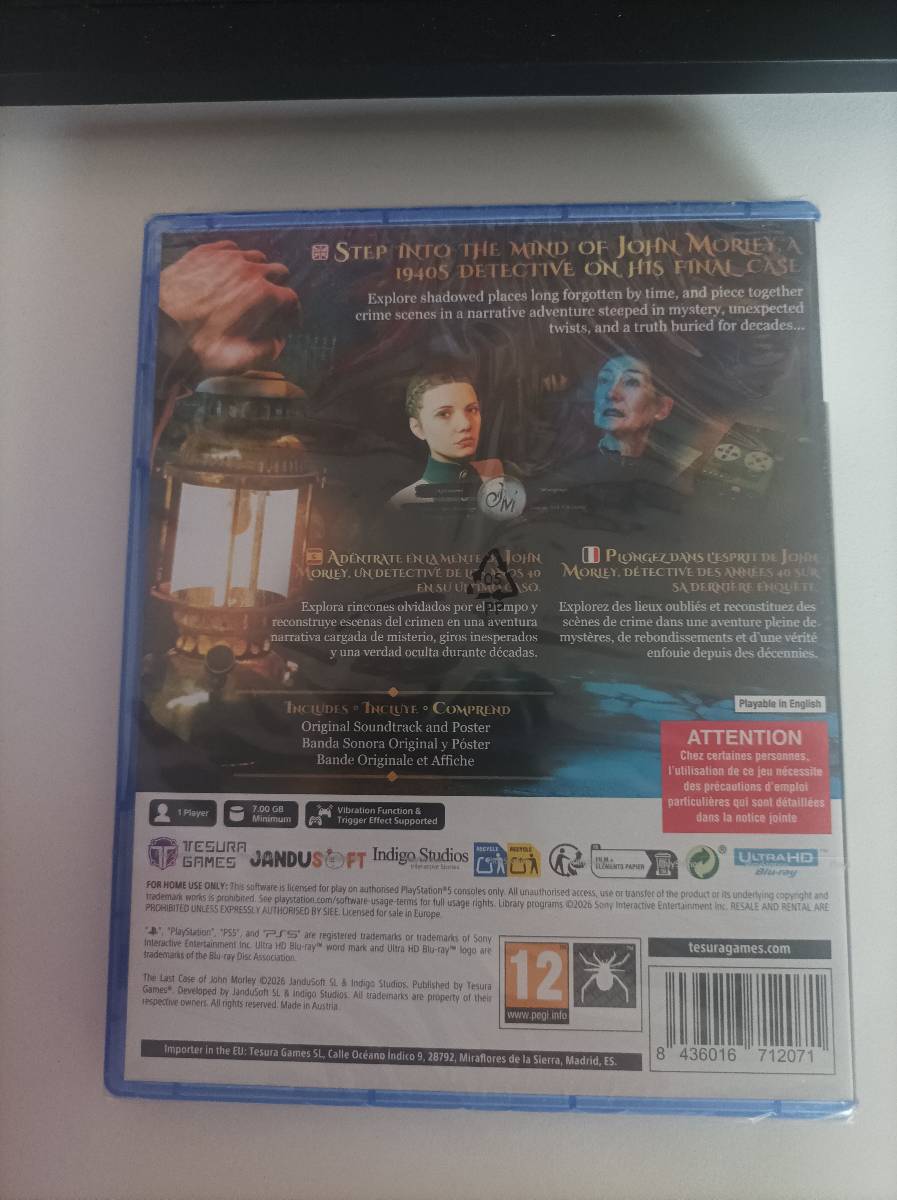 STEP INTO THE MIND OF JOHN MORLEY, A
1940S DETECTIVE ON HIS FINAL CASE
Explore shadowed places long forgotten by time, and piece together
crime scenes in a narrative adventure steeped in mystery, unexpected
twists, and a truth buried for decades...
JM
ADÉNTRATE EN LA MENTE JOHN
MORLEY, UN DETECTIVE DE 40
EN SU ÚLTIMO CASO.
Explora rincones olvidados por el tiempo y
reconstruye escenas del crimen en una aventura
narrativa cargada de misterio, giros inesperados
y una verdad oculta durante décadas.
PLONGEZ DANS L'ESPRIT DE JOHN
MORLEY, DÉTECTIVE DES ANNÉES 40 SUR
SA DERNIÈRE ENQUÊTE
Explorez des lieux oubliés et reconstituez des
scènes de crime dans une aventure pleine de
mystères, de rebondissements et d'une vérité
enfouie depuis des décennies.
INCLUDES ◦ INCLUYE ◦ COMPREND
Original Soundtrack and Poster
Banda Sonora Original y Póster
Bande Originale et Affiche
Playable in English
ATTENTION
Chez certaines personnes,
l'utilisation de ce jeu nécessite
des précautions d'emploi
particulières qui sont détaillées
dans la notice jointe
1 Player
7.00 GB
Minimum
Vibration Function &
Trigger Effect Supported
TESURA
GAMES
JANDUSOFT
Indigo Studios
Interactive Stories
RECYCLE
RECYCLE
FILM +
ÉLÉMENTS PAPIER
ULTRA HD
Blu-ray
FOR HOME USE ONLY: This software is licensed for play on authorised PlayStation®5 consoles only. All unauthorised access, use or transfer of the product or its underlying copyright and
trademark works is prohibited. See playstation.com/software-usage-terms for full usage rights. Library programs ©2026 Sony Interactive Entertainment Inc. RESALE AND RENTAL ARE
PROHIBITED UNLESS EXPRESSLY AUTHORISED BY SIEE. Licensed for sale in Europe.
"", "PlayStation", "PS5", and "PS5" are registered trademarks or trademarks of Sony
Interactive Entertainment Inc. Ultra HD Blu-ray™ word mark and Ultra HD Blu-ray™ logo are
trademarks of the Blu-ray Disc Association.
The Last Case of John Morley ©2026 JanduSoft SL & Indigo Studios. Published by Tesura
Games®. Developed by JanduSoft SL & Indigo Studios. All trademarks are property of their
respective owners. All rights reserved. Made in Austria.
12
www.pegi.info
tesuragames.com
8 436016 712071
Importer in the EU: Tesura Games SL, Calle Océano Índico 9, 28792, Miraflores de la Sierra, Madrid, ES.